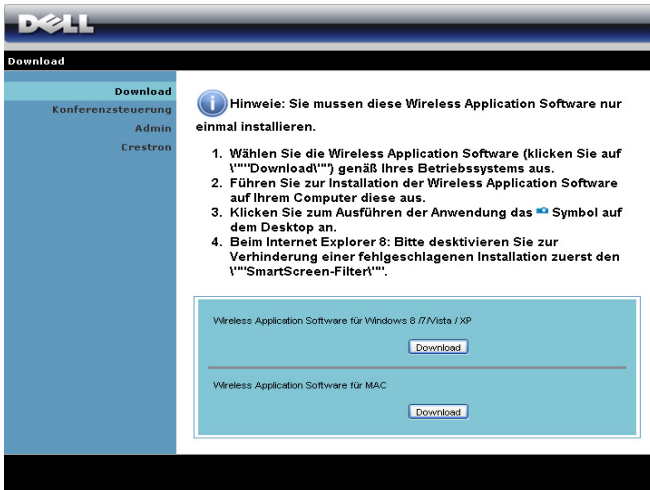 DELL
Download
Download
Konferenzsteuerung
Admin
Crestron
Hinweie: Sie mussen diese Wireless Application Software nur
einmal installieren.
1. Wählen Sie die Wireless Application Software (klicken Sie auf
\""Download\"") genäß Ihres Betriebssystems aus.
2. Führen Sie zur Installation der Wireless Application Software
auf Ihrem Computer diese aus.
3. Klicken Sie zum Ausführen der Anwendung das Symbol auf
dem Desktop an.
4. Beim Internet Explorer 8: Bitte desktivieren Sie zur
Verhinderung einer fehlgeschlagenen Installation zuerst den
\""SmartScreen-Filter\"".
Wireless Application Software für Windows 8 /7/Vista / XP
Download
Wireless Application Software für MAC
Download